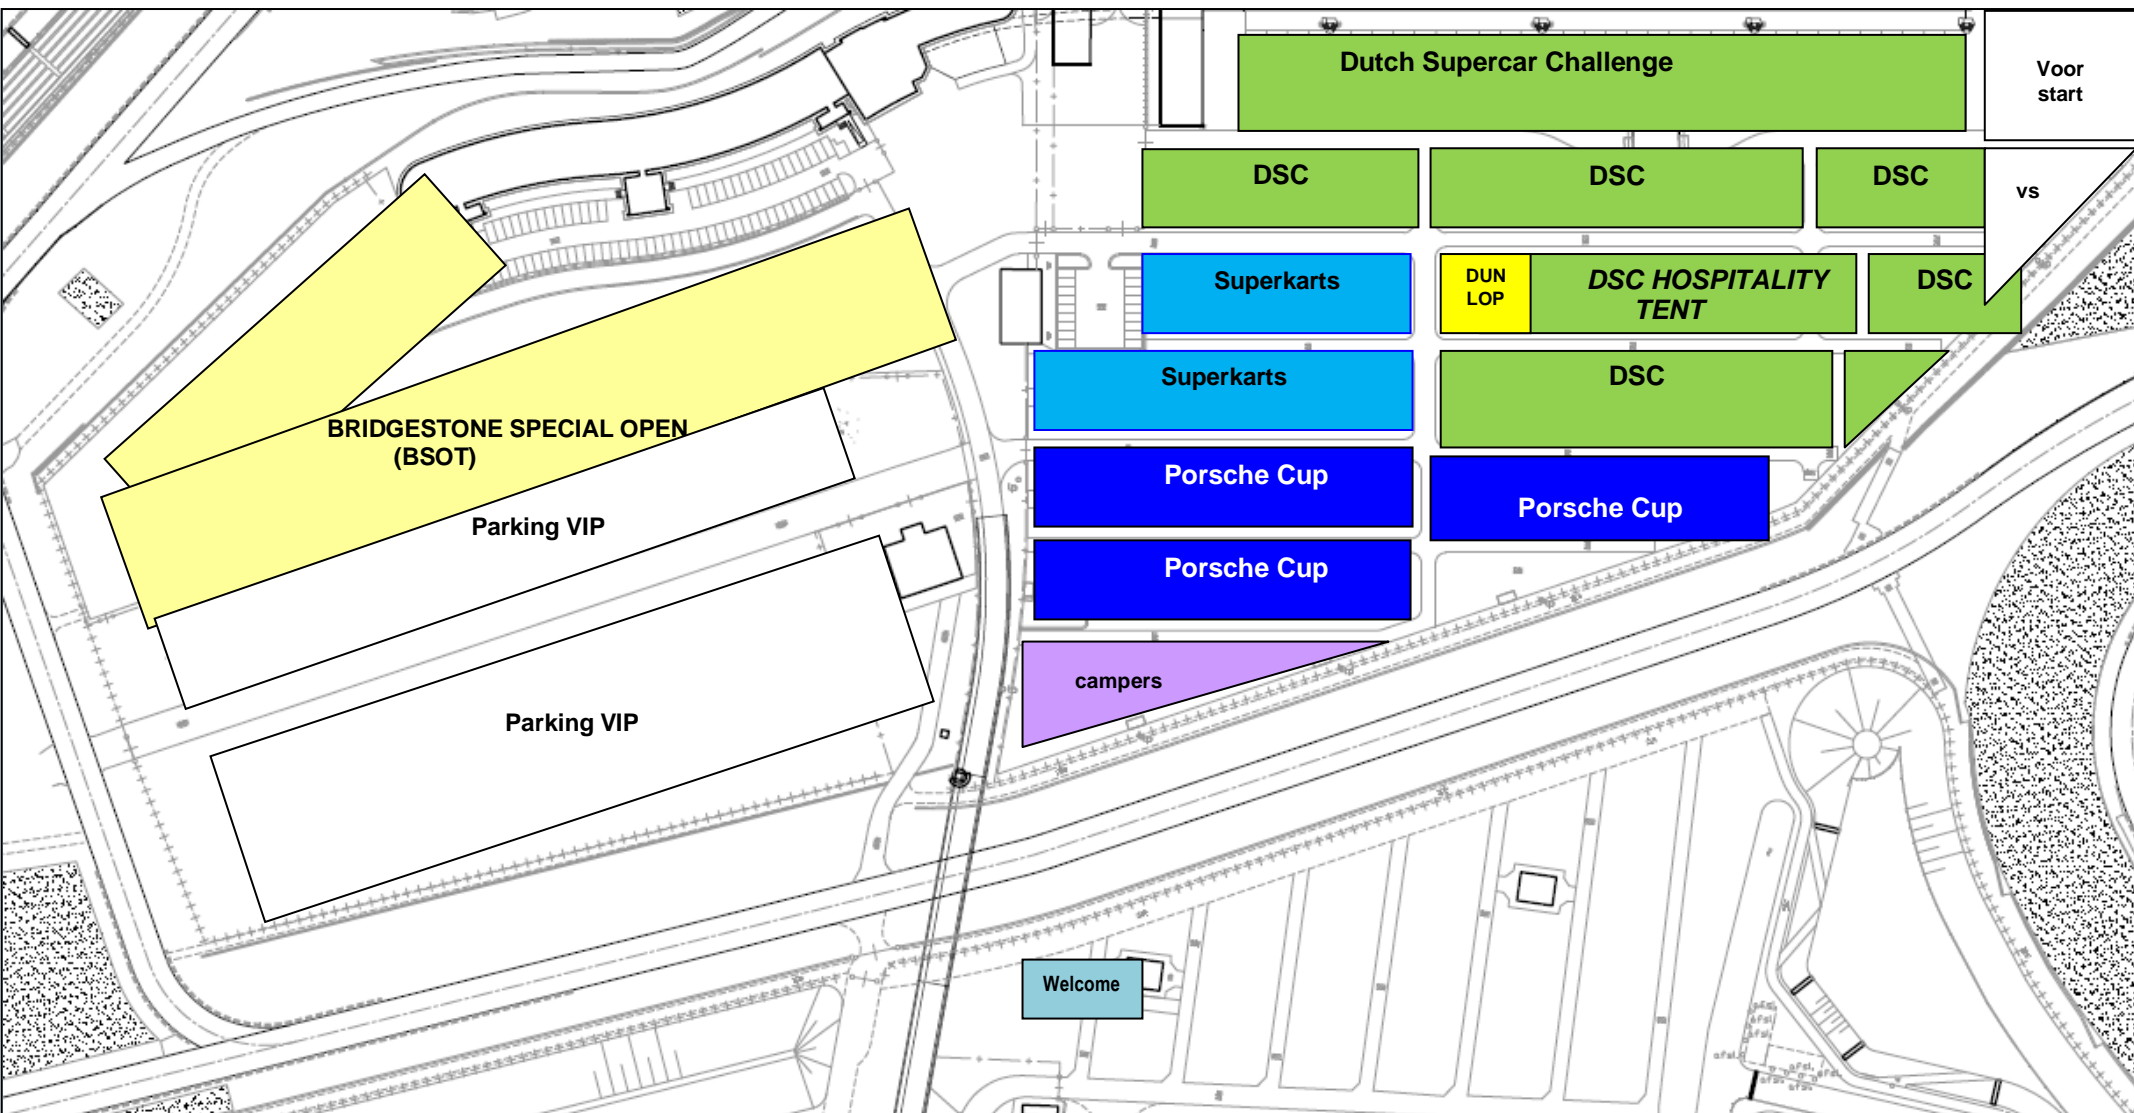 Dutch Supercar Challenge
Voor
start
DSC
DSC
DSC
vs
Superkarts
DUN
LOP
DSC HOSPITALITY
TENT
DSC
Superkarts
DSC
BRIDGESTONE SPECIAL OPEN
(BSOT)
Porsche Cup
Porsche Cup
Parking VIP
Porsche Cup
campers
Parking VIP
Welcome